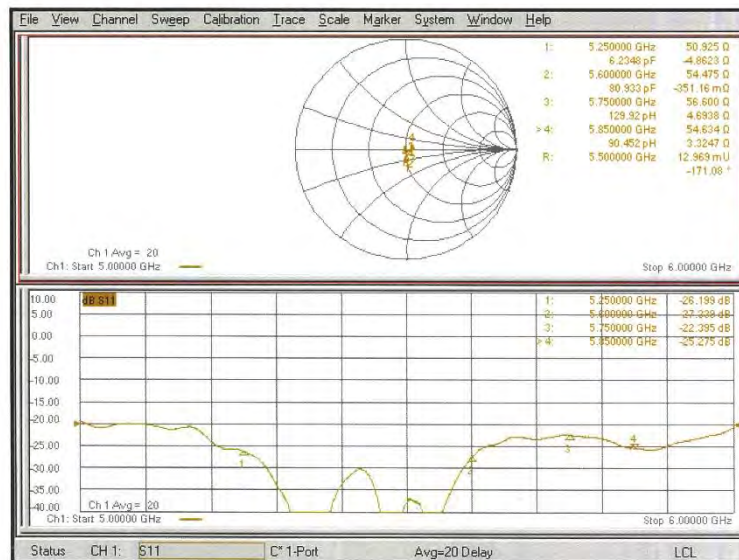 File View Channel Sweep Calibration Trace Scale Marker System Window Help
1: 5.250000 GHz 50.925 Ω
6.2348 pF -4.8623 Ω
2: 5.600000 GHz 54.475 Ω
80.933 pF -351.16 mΩ
3: 5.750000 GHz 56.600 Ω
129.92 pH 4.6938 Ω
> 4: 5.850000 GHz 54.634 Ω
90.452 pH 3.3247 Ω
R: 5.500000 GHz 12.969 mU
-171.08 °
4
Ch 1 Avg = 20
Ch1: Start 5.00000 GHz
Stop 6.00000 GHz
10.00
dB S11
5.00
0.00
-5.00
-10.00
-15.00
-20.00
-25.00
-30.00
-35.00
-40.00
1: 5.250000 GHz -26.199 dB
2: 5.600000 GHz -27.339 dB
3: 5.750000 GHz -22.395 dB
> 4: 5.850000 GHz -25.275 dB
1
2
3
4
Ch 1 Avg = 20
Ch1: Start 5.00000 GHz
Stop 6.00000 GHz
Status CH 1: S11 C* 1-Port Avg=20 Delay LCL